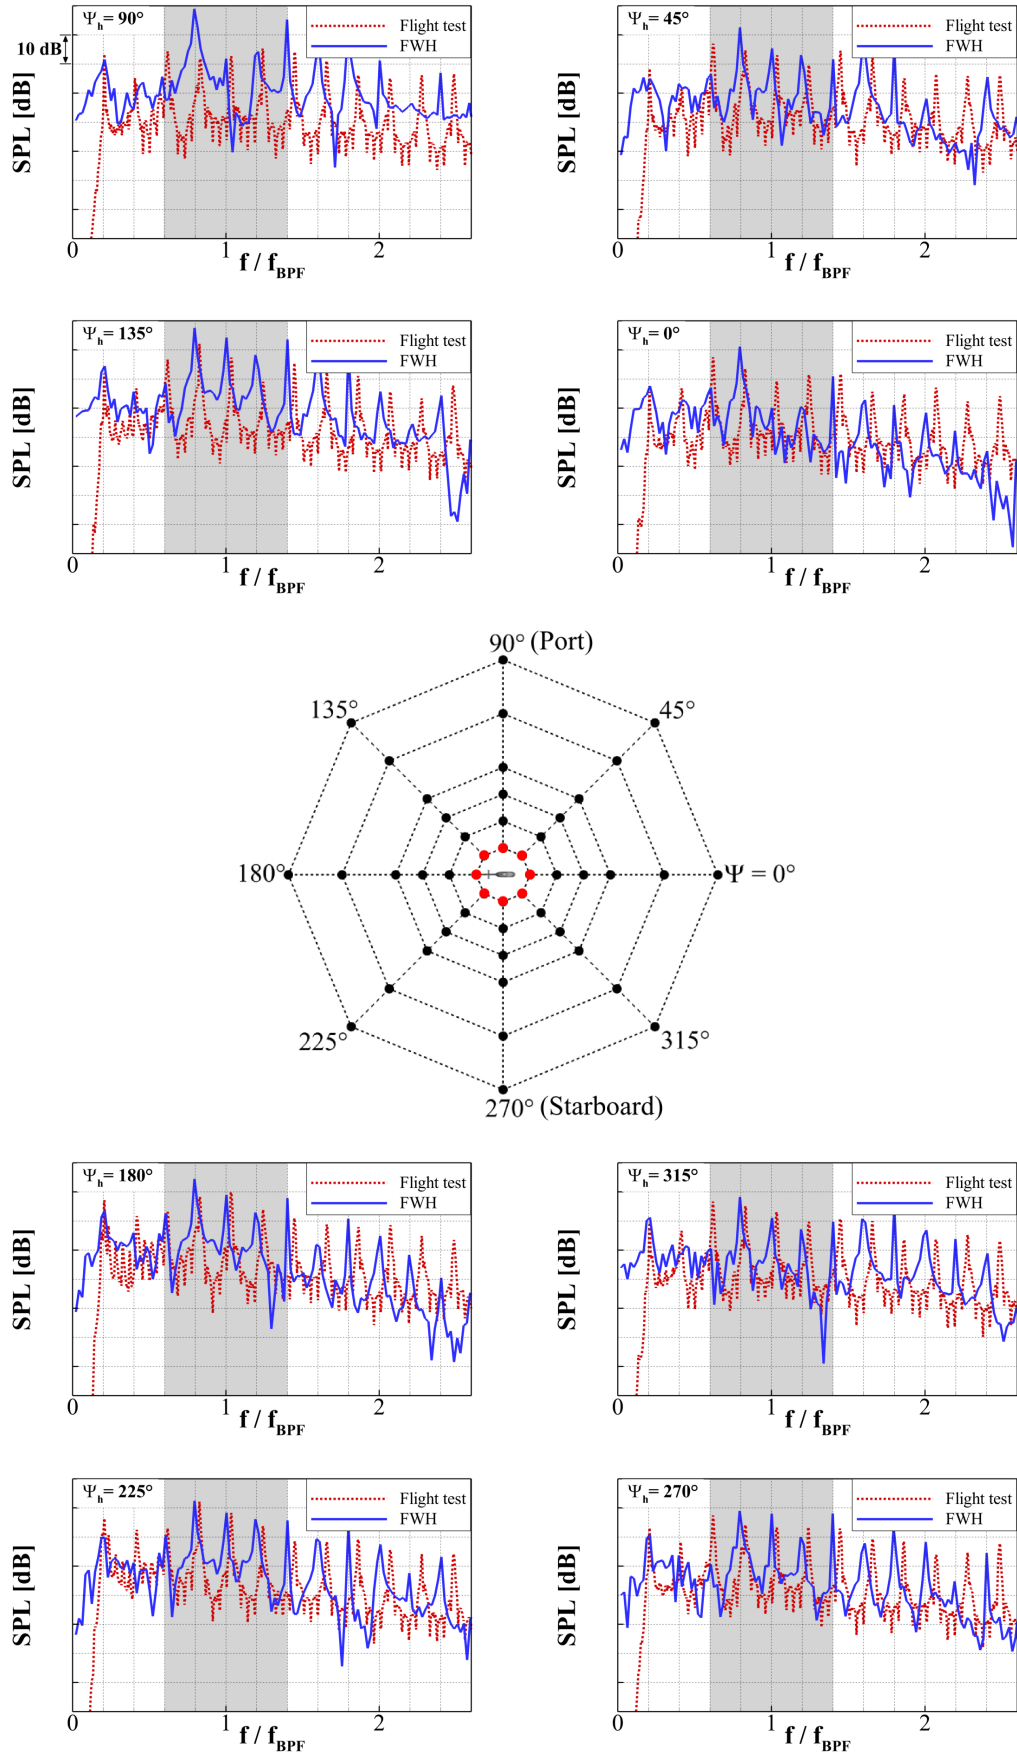 Ψh= 90°
Flight test
FWH
10 dB
SPL [dB]
0 1 2
f / fBPF
Ψh= 45°
Flight test
FWH
SPL [dB]
0 1 2
f / fBPF
Ψh= 135°
Flight test
FWH
SPL [dB]
0 1 2
f / fBPF
Ψh= 0°
Flight test
FWH
SPL [dB]
0 1 2
f / fBPF
90° (Port)
135°
45°
180°
Ψ = 0°
225°
315°
270° (Starboard)
Ψh= 180°
Flight test
FWH
SPL [dB]
0 1 2
f / fBPF
Ψh= 315°
Flight test
FWH
SPL [dB]
0 1 2
f / fBPF
Ψh= 225°
Flight test
FWH
SPL [dB]
0 1 2
f / fBPF
Ψh= 270°
Flight test
FWH
SPL [dB]
0 1 2
f / fBPF